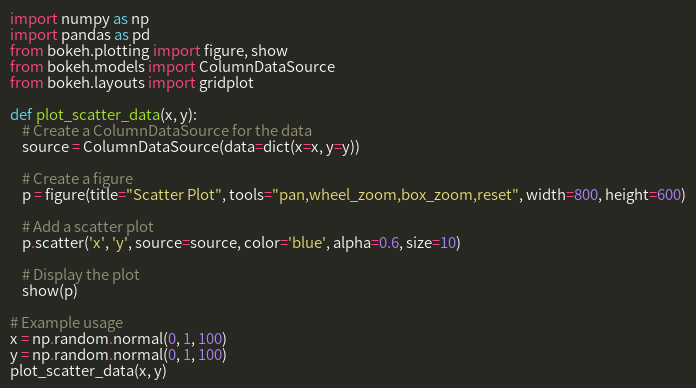 import numpy as np
import pandas as pd
from bokeh.plotting import figure, show
from bokeh.models import ColumnDataSource
from bokeh.layouts import gridplot

def plot_scatter_data(x, y):
    # Create a ColumnDataSource for the data
    source = ColumnDataSource(data=dict(x=x, y=y))

    # Create a figure
    p = figure(title="Scatter Plot", tools="pan,wheel_zoom,box_zoom,reset", width=800, height=600)

    # Add a scatter plot
    p.scatter('x', 'y', source=source, color='blue', alpha=0.6, size=10)

    # Display the plot
    show(p)

# Example usage
x = np.random.normal(0, 1, 100)
y = np.random.normal(0, 1, 100)
plot_scatter_data(x, y)